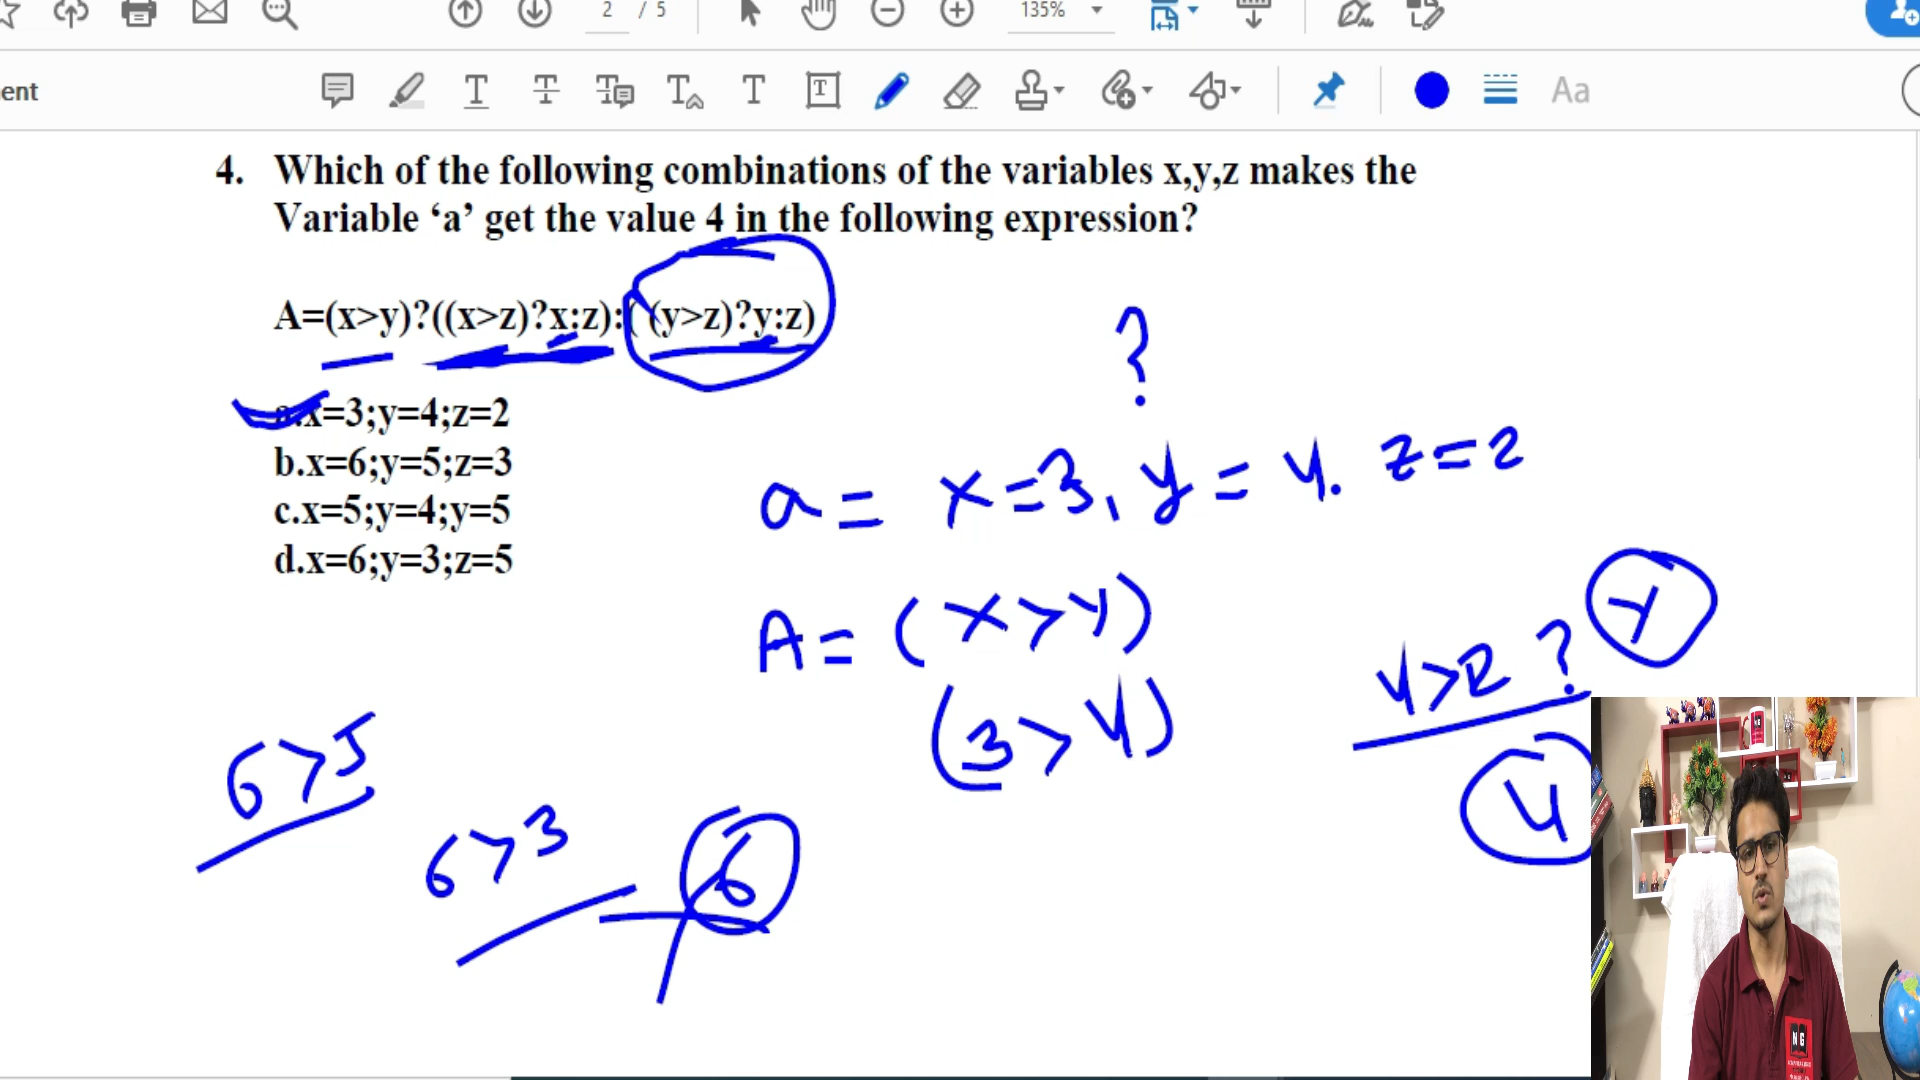 2 / 5
135%
ent
Aa
4. Which of the following combinations of the variables x,y,z makes the
Variable ‘a’ get the value 4 in the following expression?
A=(x>y)?((x>z)?x:z):( (y>z)?y:z)
?
a.x=3;y=4;z=2
b.x=6;y=5;z=3
c.x=5;y=4;y=5
d.x=6;y=3;z=5
a= x=3, y=4. z=2
A= (x>y)
y>z ? y
(3>4)
4
6>5
6>3
6
NG